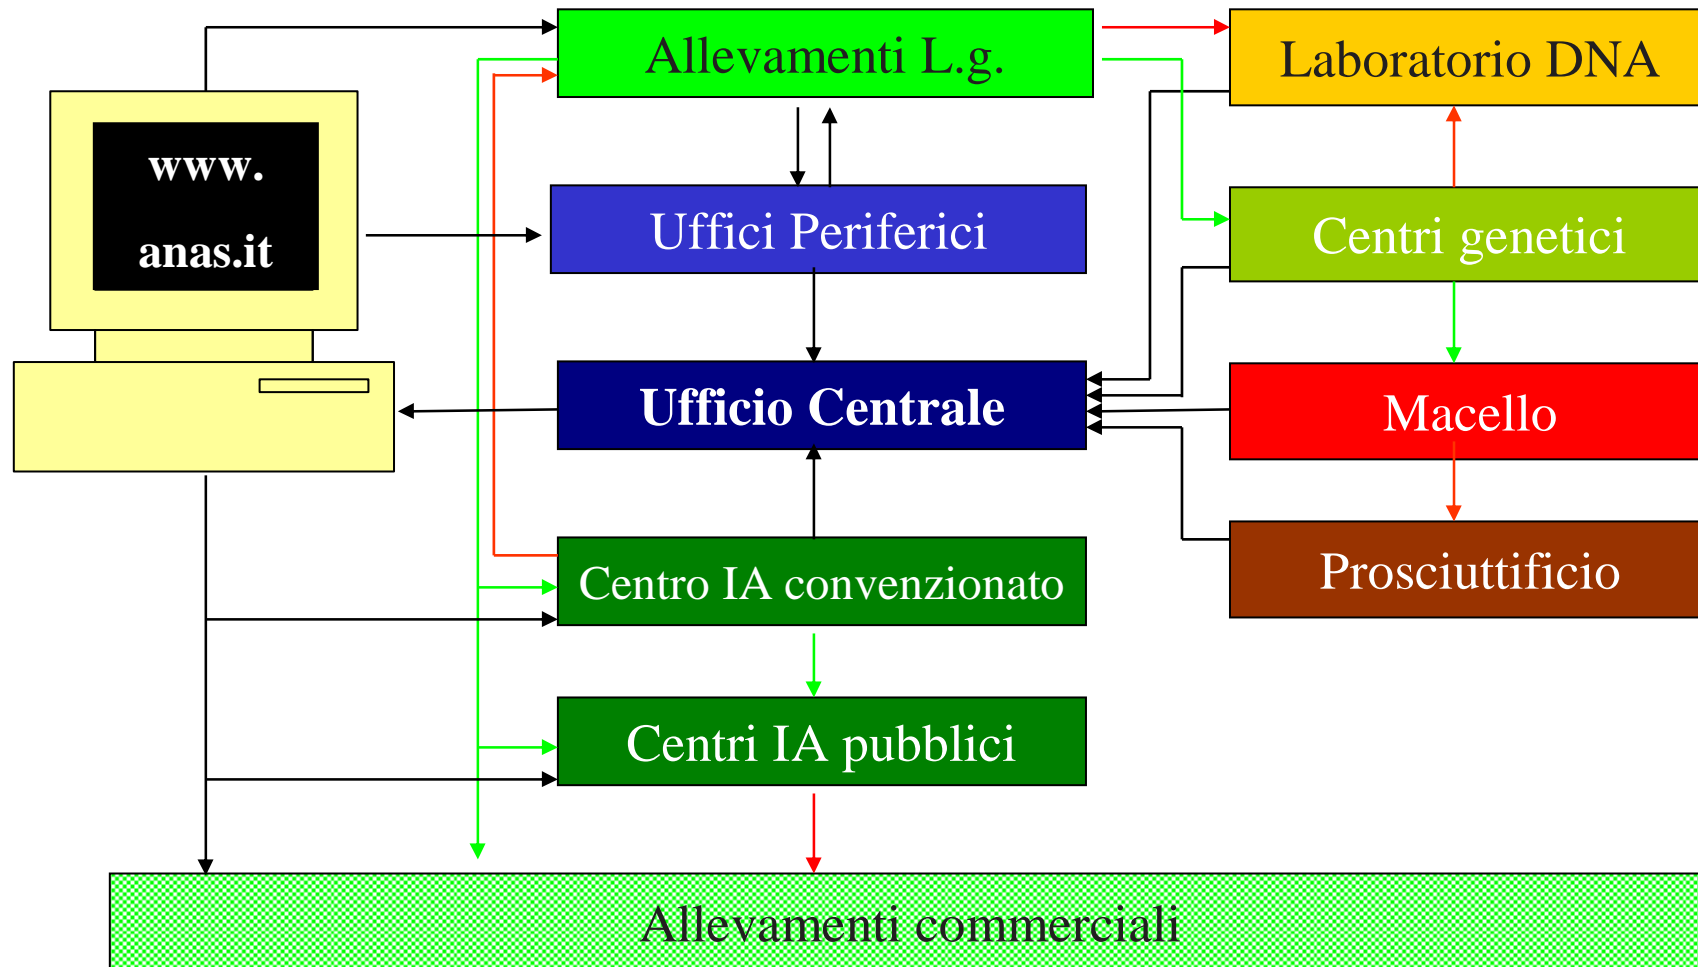 Allevamenti L.g.
Laboratorio DNA
www.
anas.it
Uffici Periferici
Centri genetici
Ufficio Centrale
Macello
Centro IA convenzionato
Prosciuttificio
Centri IA pubblici
Allevamenti commerciali